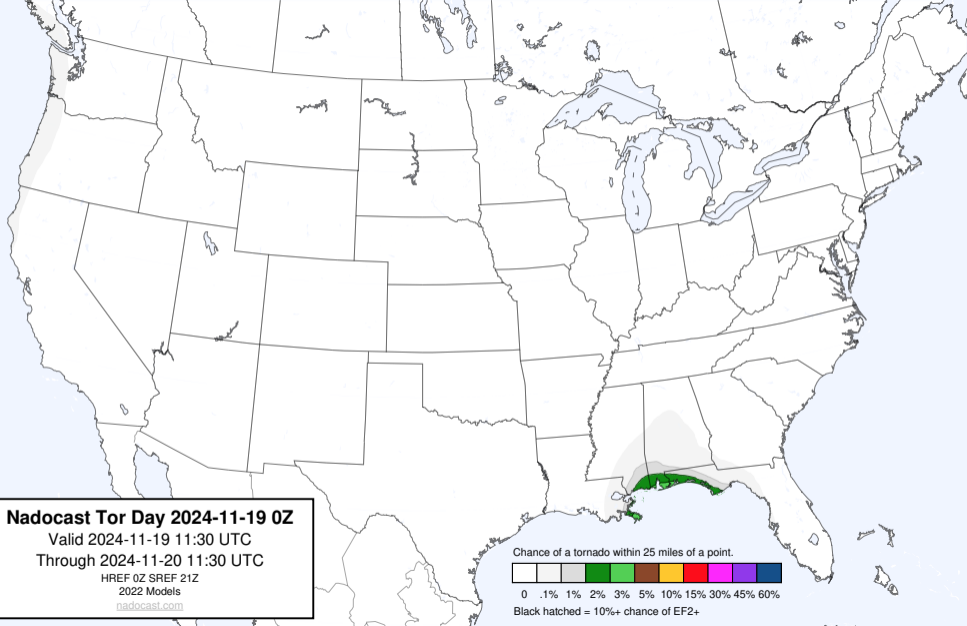 Nadocast Tor Day 2024-11-19 0Z
Valid 2024-11-19 11:30 UTC
Through 2024-11-20 11:30 UTC
HREF 0Z SREF 21Z
2022 Models
nadocast.com
Chance of a tornado within 25 miles of a point.
0 .1% 1% 2% 3% 5% 10% 15% 30% 45% 60%
Black hatched = 10%+ chance of EF2+